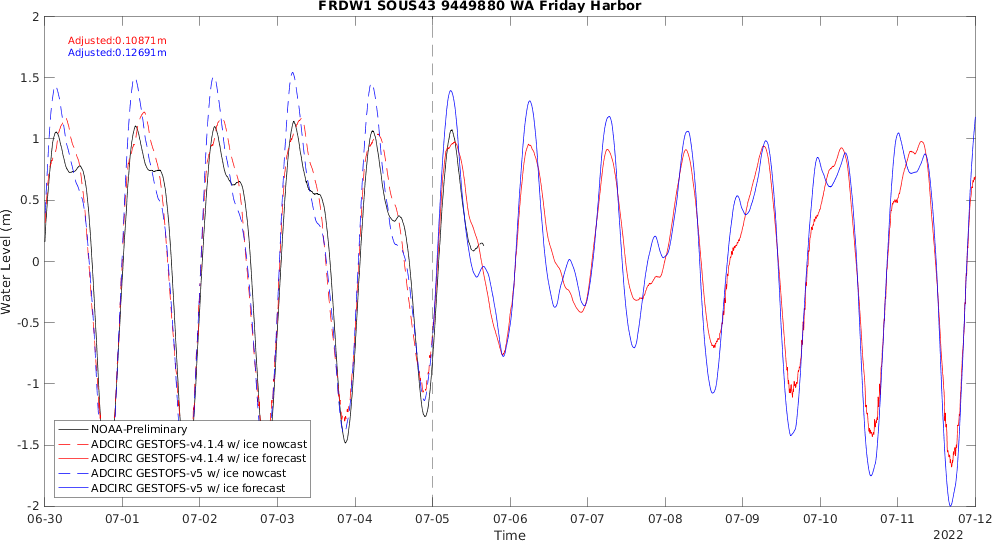 FRDW1 SOUS43 9449880 WA Friday Harbor
Adjusted:0.10871m
Adjusted:0.12691m
Water Level (m)
2
1.5
1
0.5
0
-0.5
-1
-1.5
-2
NOAA-Preliminary
ADCIRC GESTOFS-v4.1.4 w/ ice nowcast
ADCIRC GESTOFS-v4.1.4 w/ ice forecast
ADCIRC GESTOFS-v5 w/ ice nowcast
ADCIRC GESTOFS-v5 w/ ice forecast
06-30 07-01 07-02 07-03 07-04 07-05 07-06 07-07 07-08 07-09 07-10 07-11 07-12
Time
2022